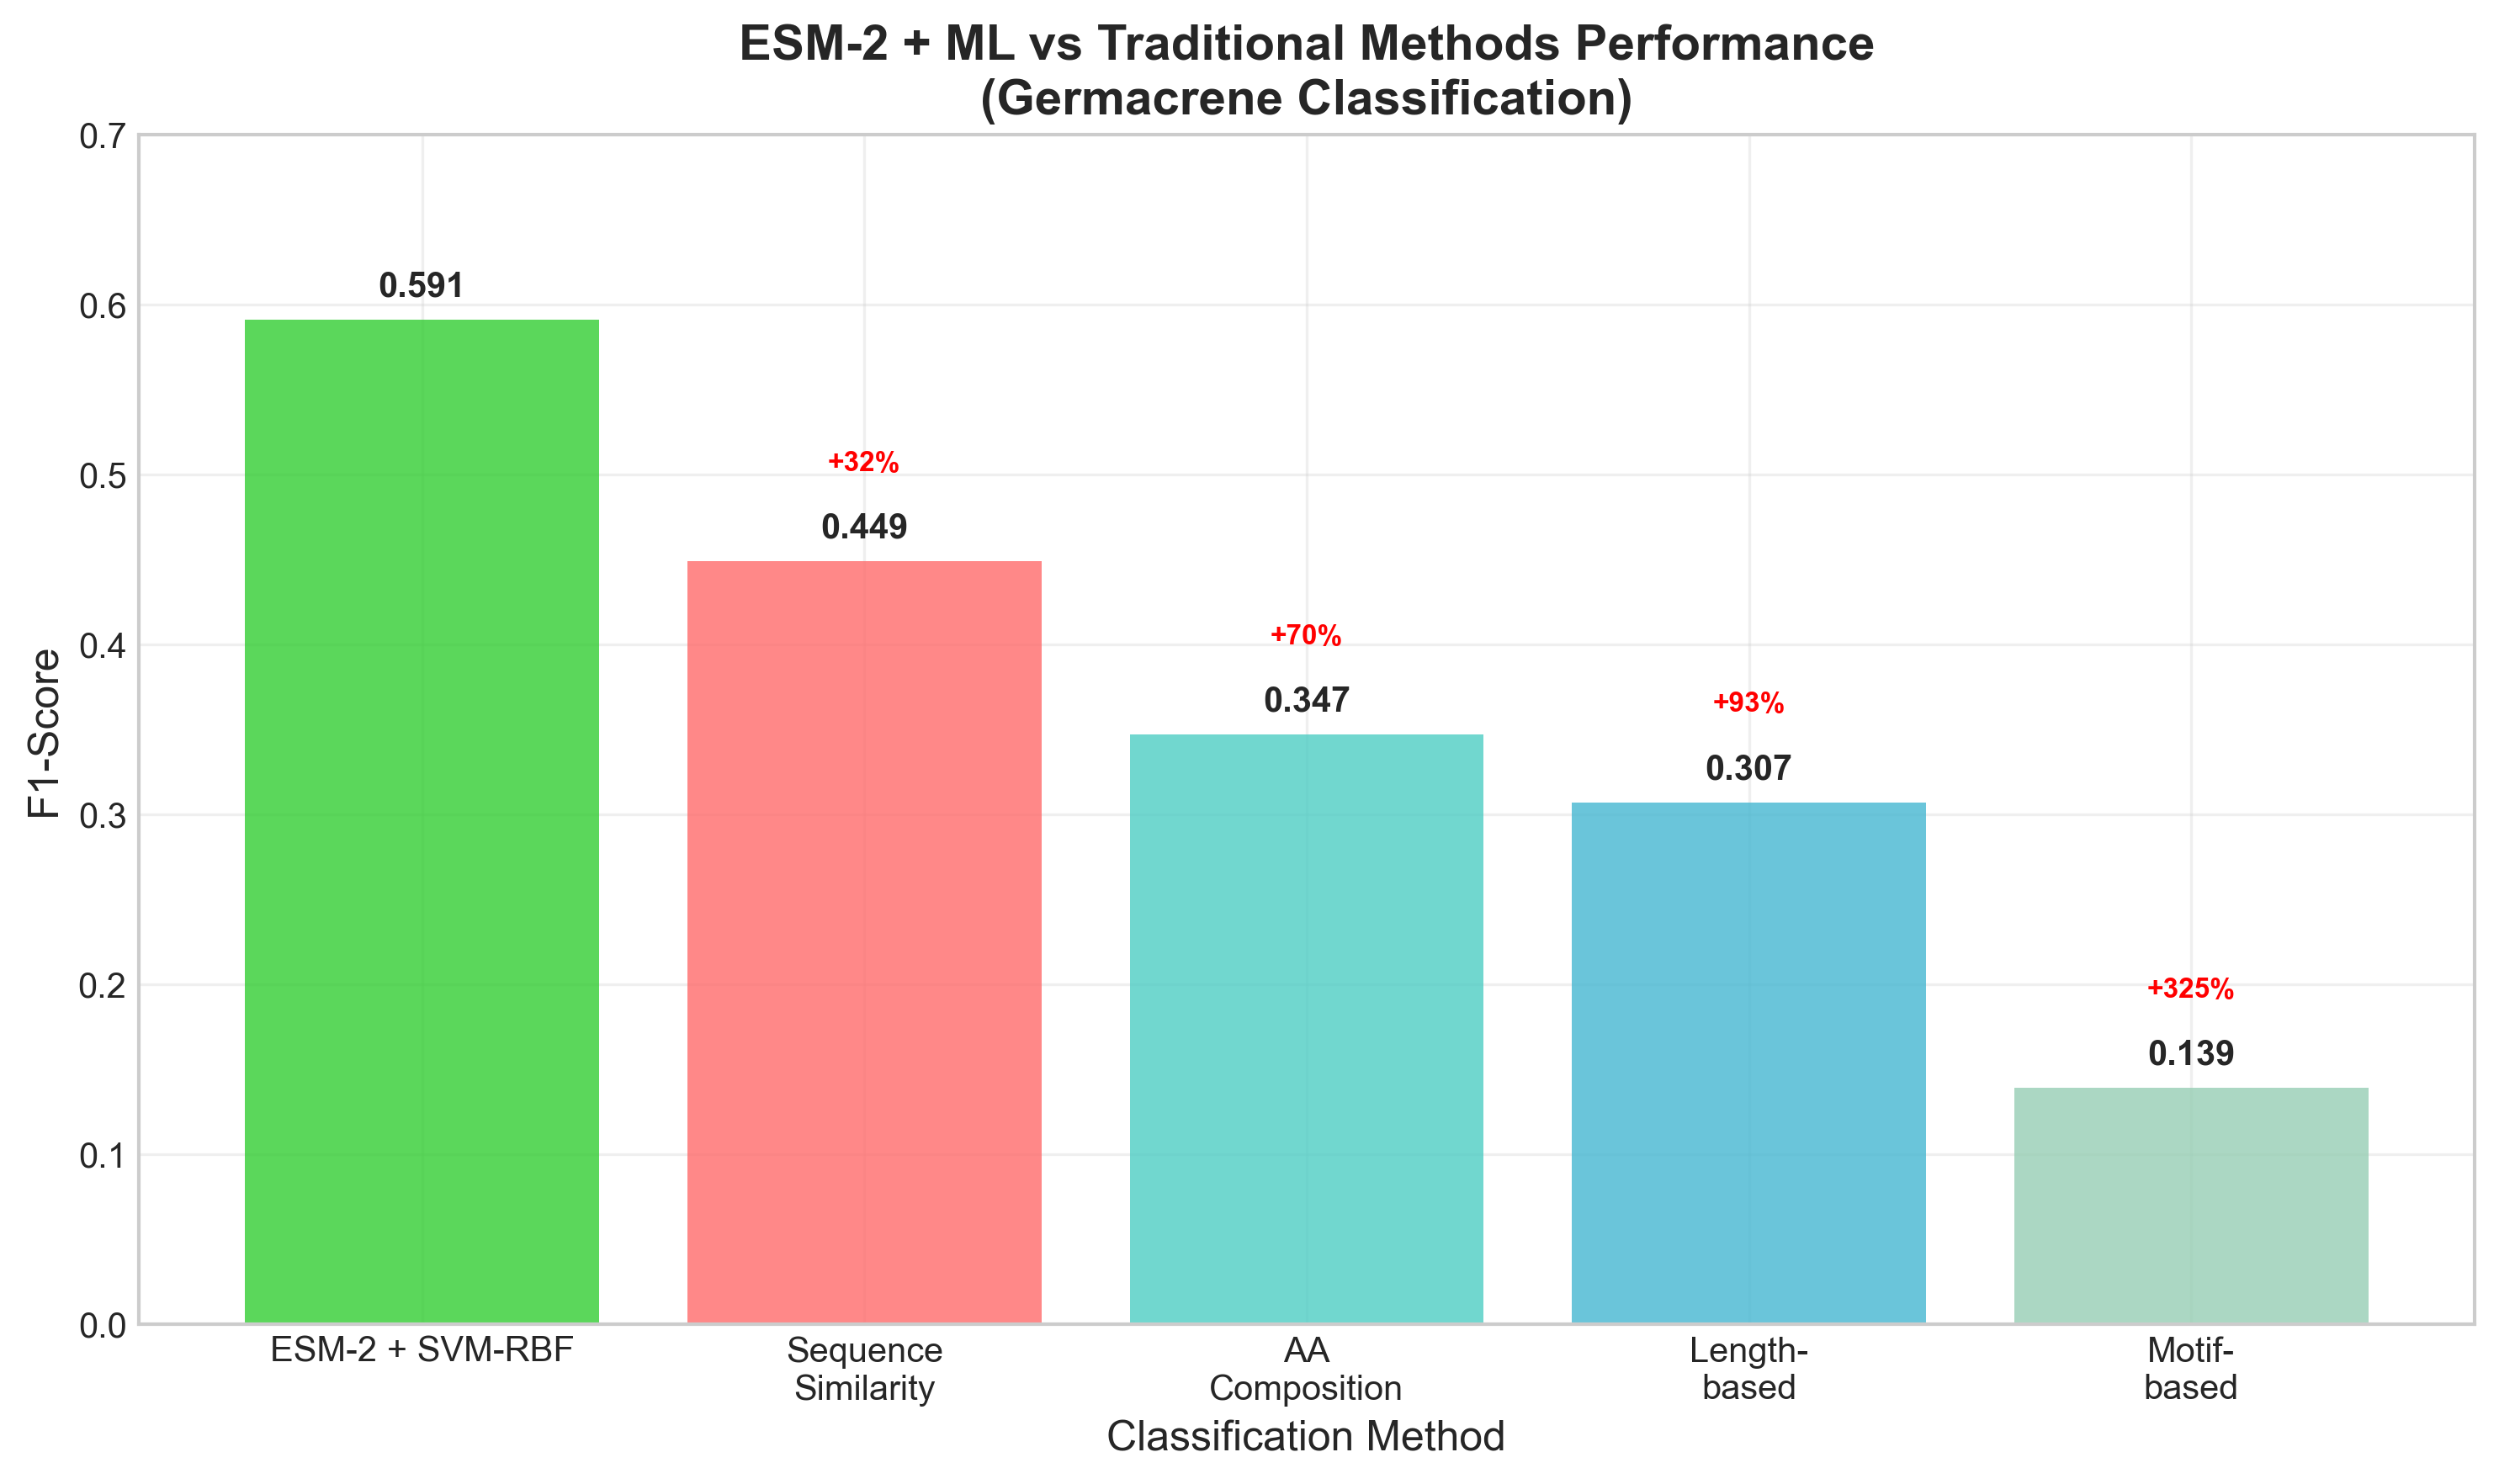 ESM-2 + ML vs Traditional Methods Performance
(Germacrene Classification)
F1-Score
0.7
0.6
0.5
0.4
0.3
0.2
0.1
0.0
0.591
+32%
0.449
+70%
0.347
+93%
0.307
+325%
0.139
ESM-2 + SVM-RBF
Sequence
Similarity
AA
Composition
Length-
based
Motif-
based
Classification Method